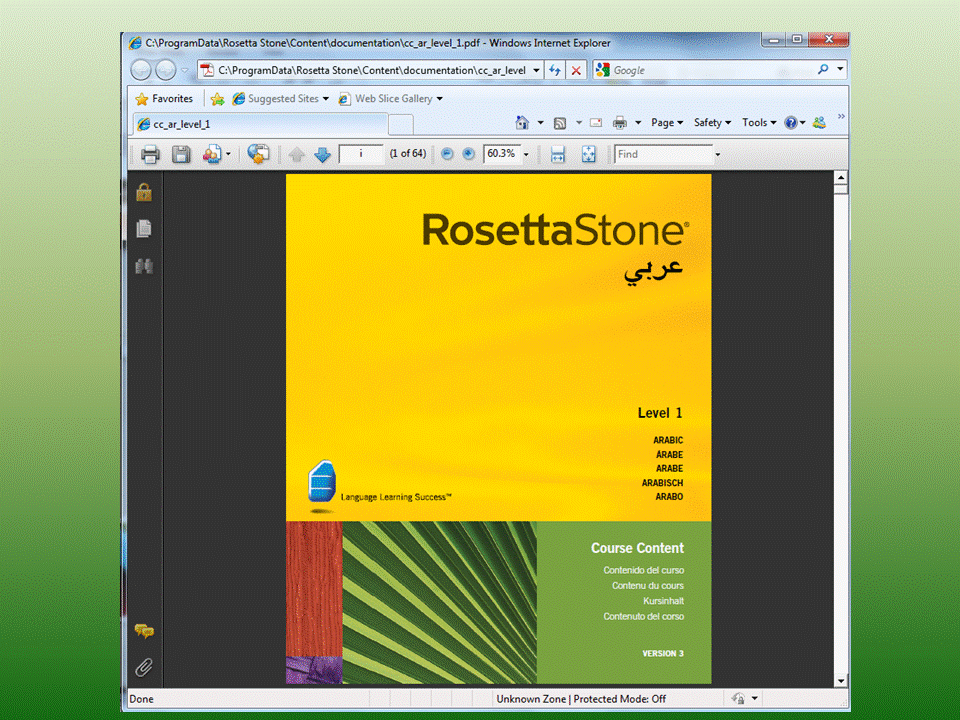 C:\ProgramData\Rosetta Stone\Content\documentation\cc_ar_level_1.pdf - Windows Internet Explorer
C:\ProgramData\Rosetta Stone\Content\documentation\cc_ar_level
Google
Favorites
Suggested Sites
Web Slice Gallery
cc_ar_level_1
Page
Safety
Tools
»
i
(1 of 64)
60.3%
Find
RosettaStone®
عربي
Level 1
ARABIC
ÁRABE
ARABE
ARABISCH
ARABO
Language Learning Success™
Course Content
Contenido del curso
Contenu du cours
Kursinhalt
Contenuto del corso
VERSION 3
Done
Unknown Zone | Protected Mode: Off